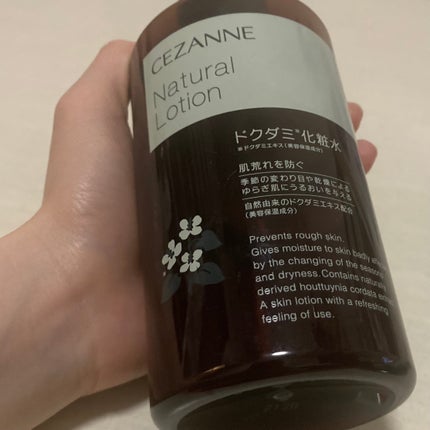 CEZANNE
Natural
Lotion
ドクダミ*化粧水
*ドクダミエキス(美容保湿成分)
肌荒れを防ぐ
季節の変わり目や乾燥による
ゆらぎ肌にうるおいを与える
自然由来のドクダミエキス配合
(美容保湿成分)
Prevents rough skin.
Gives moisture to skin badly
by the changing of the seasons
and dryness.Contains naturally
derived houttuynia cordata
A skin lotion with a refreshing
feeling of use.